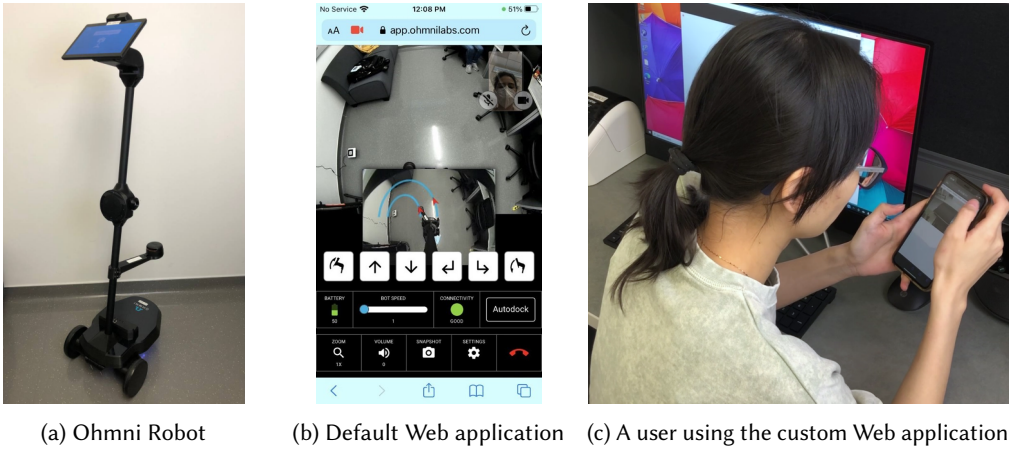 No Service 12:08 PM 51%
AA app.ohmnilabs.com
BATTERY BOT SPEED CONNECTIVITY
Autodock
50 1 GOOD
ZOOM VOLUME SNAPSHOT SETTINGS
1X 0
(a) Ohmni Robot (b) Default Web application (c) A user using the custom Web application